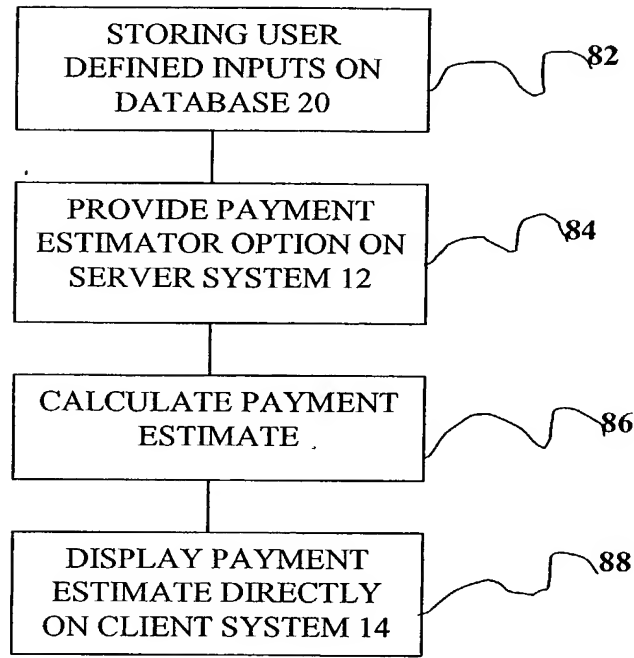 STORING USER
DEFINED INPUTS ON
DATABASE 20
82
PROVIDE PAYMENT
ESTIMATOR OPTION ON
SERVER SYSTEM 12
84
CALCULATE PAYMENT
ESTIMATE
86
DISPLAY PAYMENT
ESTIMATE DIRECTLY
ON CLIENT SYSTEM 14
88